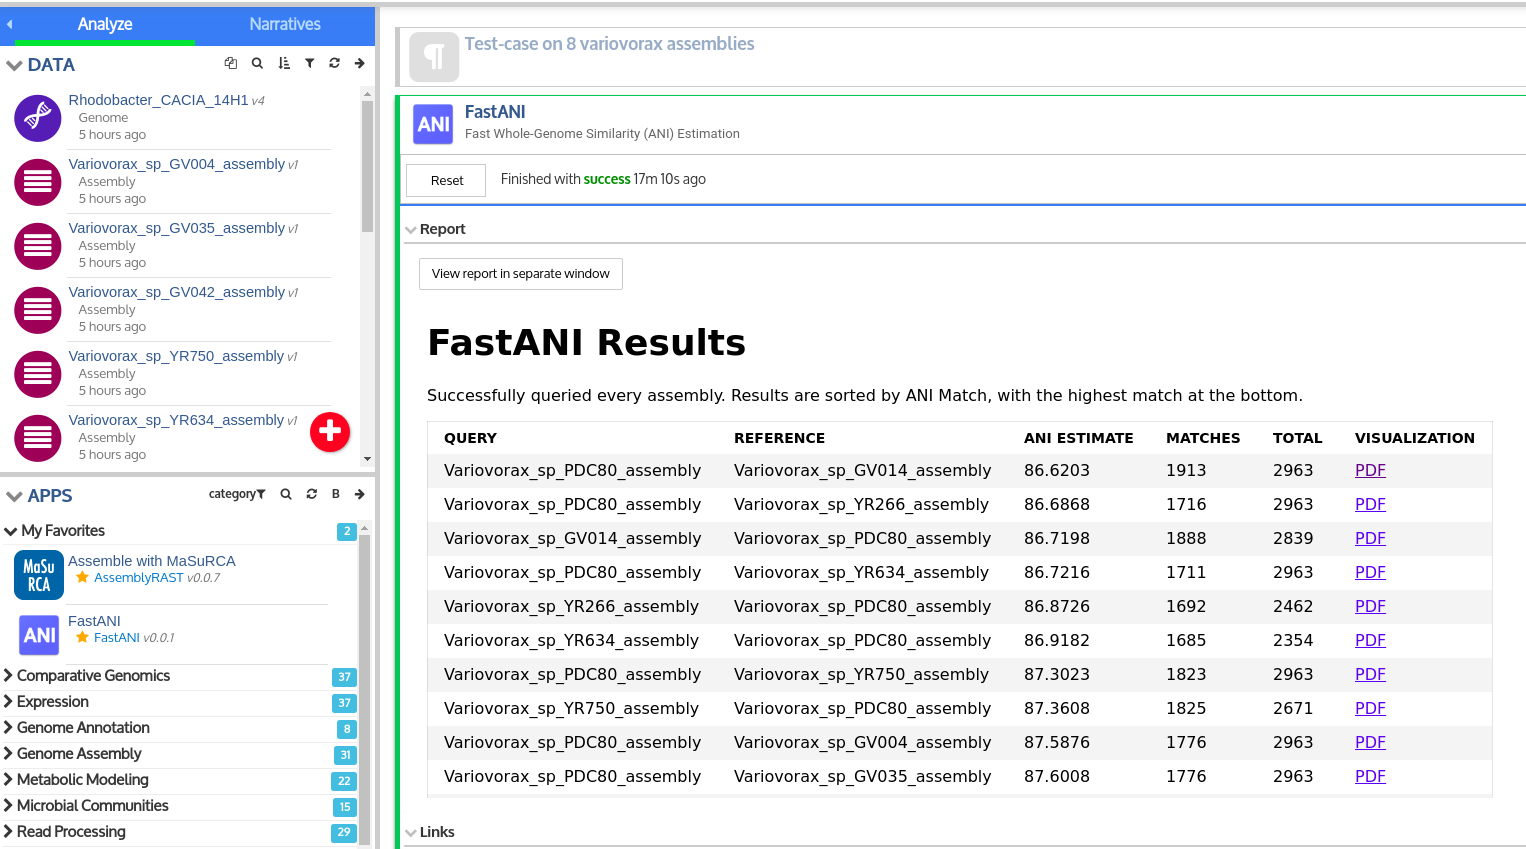 Analyze
Narratives
DATA
Rhodobacter_CACIA_14H1 v4
Genome
5 hours ago
Variovorax_sp_GV004_assembly v1
Assembly
5 hours ago
Variovorax_sp_GV035_assembly v1
Assembly
5 hours ago
Variovorax_sp_GV042_assembly v1
Assembly
5 hours ago
Variovorax_sp_YR750_assembly v1
Assembly
5 hours ago
Variovorax_sp_YR634_assembly v1
Assembly
5 hours ago
APPS
category
B
My Favorites 2
MaSu
RCA
Assemble with MaSuRCA
AssemblyRAST v0.0.7
ANI
FastANI
FastANI v0.0.1
Comparative Genomics 37
Expression 37
Genome Annotation 8
Genome Assembly 31
Metabolic Modeling 22
Microbial Communities 15
Read Processing 29
¶
Test-case on 8 variovorax assemblies
ANI
FastANI
Fast Whole-Genome Similarity (ANI) Estimation
Reset
Finished with success 17m 10s ago
Report
View report in separate window
FastANI Results
Successfully queried every assembly. Results are sorted by ANI Match, with the highest match at the bottom.
QUERY REFERENCE ANI ESTIMATE MATCHES TOTAL VISUALIZATION
Variovorax_sp_PDC80_assembly Variovorax_sp_GV014_assembly 86.6203 1913 2963 PDF
Variovorax_sp_PDC80_assembly Variovorax_sp_YR266_assembly 86.6868 1716 2963 PDF
Variovorax_sp_GV014_assembly Variovorax_sp_PDC80_assembly 86.7198 1888 2839 PDF
Variovorax_sp_PDC80_assembly Variovorax_sp_YR634_assembly 86.7216 1711 2963 PDF
Variovorax_sp_YR266_assembly Variovorax_sp_PDC80_assembly 86.8726 1692 2462 PDF
Variovorax_sp_YR634_assembly Variovorax_sp_PDC80_assembly 86.9182 1685 2354 PDF
Variovorax_sp_PDC80_assembly Variovorax_sp_YR750_assembly 87.3023 1823 2963 PDF
Variovorax_sp_YR750_assembly Variovorax_sp_PDC80_assembly 87.3608 1825 2671 PDF
Variovorax_sp_PDC80_assembly Variovorax_sp_GV004_assembly 87.5876 1776 2963 PDF
Variovorax_sp_PDC80_assembly Variovorax_sp_GV035_assembly 87.6008 1776 2963 PDF
Links